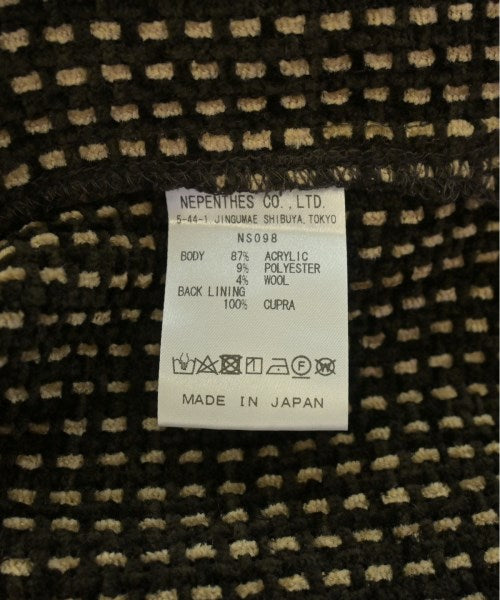 NEPENTHES CO.,LTD.
5-44-1 JINGUMAE SHIBUYA, TOKYO
NS098
BODY 87% ACRYLIC
9% POLYESTER
4% WOOL
BACK LINING
100% CUPRA
MADE IN JAPAN